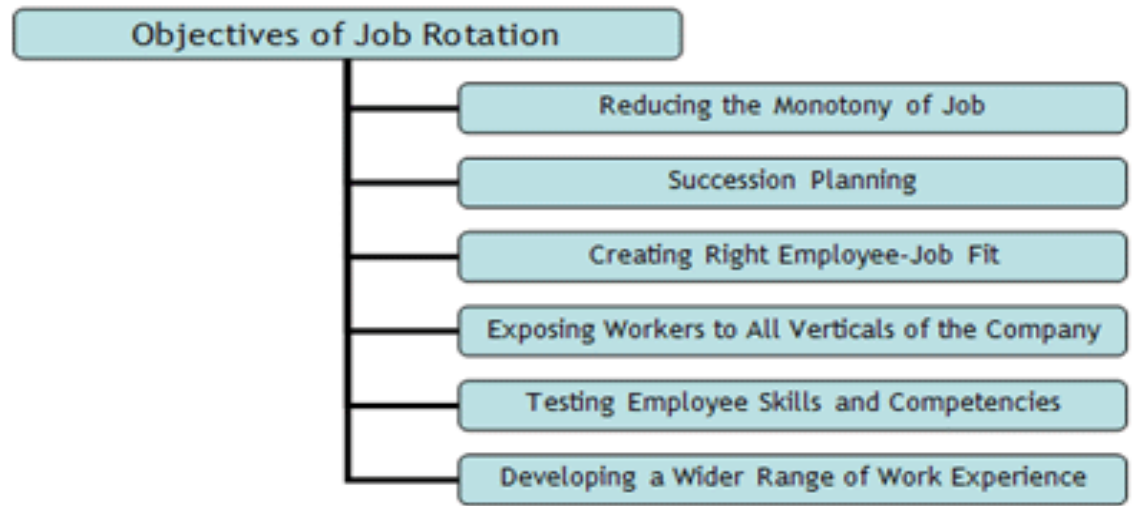 Objectives of Job Rotation
Reducing the Monotony of Job
Succession Planning
Creating Right Employee-Job Fit
Exposing Workers to All Verticals of the Company
Testing Employee Skills and Competencies
Developing a Wider Range of Work Experience